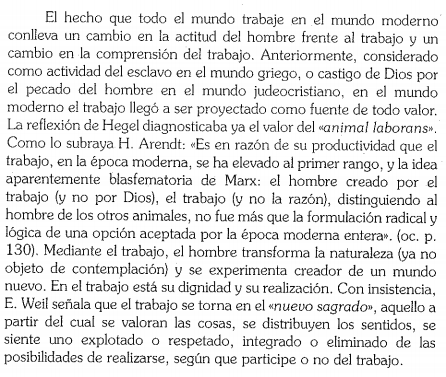 El hecho que todo el mundo trabaje en el mundo moderno
conlleva un cambio en la actitud del hombre frente al trabajo y un
cambio en la comprensión del trabajo. Anteriormente, considerado
como actividad del esclavo en el mundo griego, o castigo de Dios por
el pecado del hombre en el mundo judeocristiano, en el mundo
moderno el trabajo llegó a ser proyectado como fuente de todo valor.
La reflexión de Hegel diagnosticaba ya el valor del «animal laborans».
Como lo subraya H. Arendt: «Es en razón de su productividad que el
trabajo, en la época moderna, se ha elevado al primer rango, y la idea
aparentemente blasfematoria de Marx: el hombre creado por el
trabajo (y no por Dios), el trabajo (y no la razón), distinguiendo al
hombre de los otros animales, no fue más que la formulación radical y
lógica de una opción aceptada por la época moderna entera». (oc. p.
130). Mediante el trabajo, el hombre transforma la naturaleza (ya no
objeto de contemplación) y se experimenta creador de un mundo
nuevo. En el trabajo está su dignidad y su realización. Con insistencia,
E. Weil señala que el trabajo se torna en el «nuevo sagrado», aquello a
partir del cual se valoran las cosas, se distribuyen los sentidos, se
siente uno explotado o respetado, integrado o eliminado de las
posibilidades de realizarse, según que participe o no del trabajo.